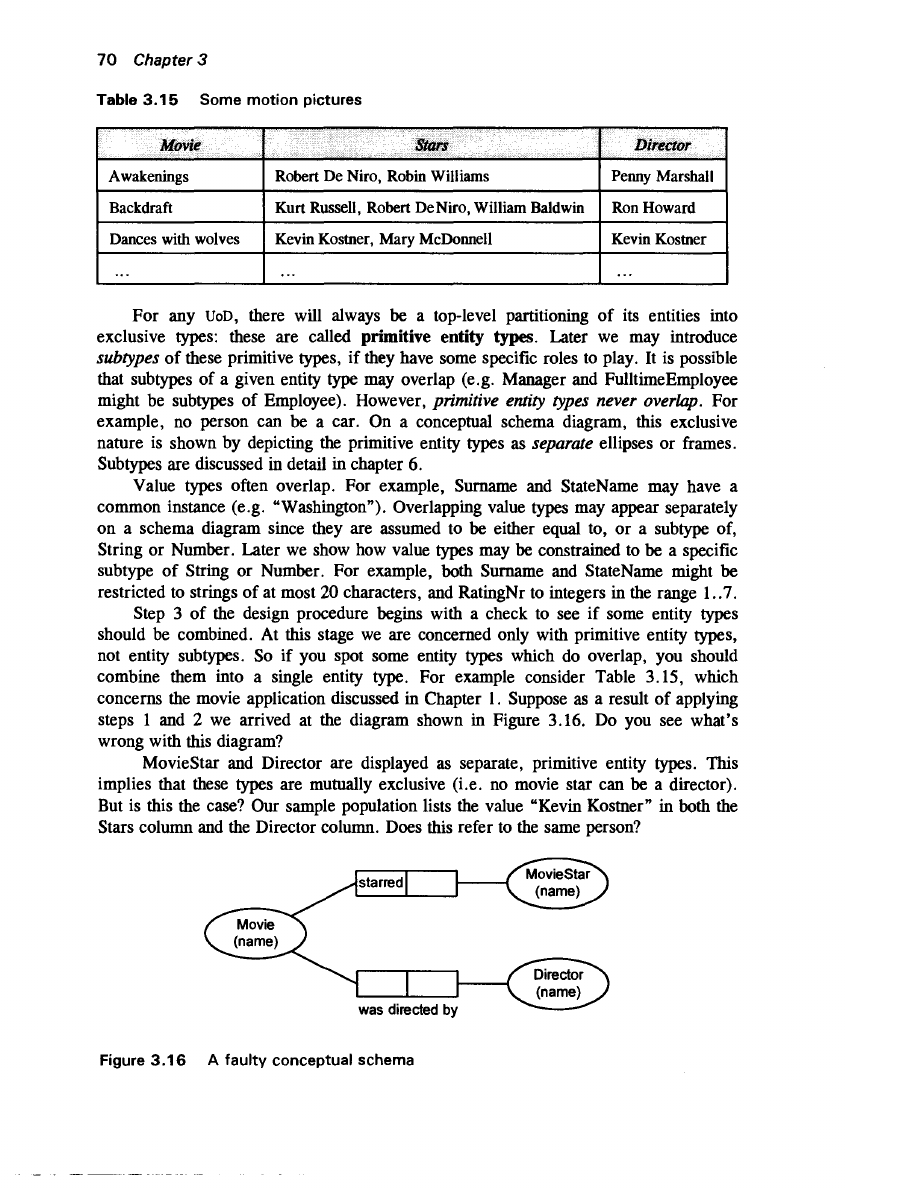 70 Chapter 3
Table 3.15 Some motion pictures
Movie Stars Director
Awakenings Robert De Niro, Robin Williams Penny Marshall
Backdraft Kurt Russell, Robert DeNiro, William Baldwin Ron Howard
Dances with wolves Kevin Kostner, Mary McDonnell Kevin Kostner
... ... ...
For any UoD, there will always be a top-level partitioning of its entities into
exclusive types: these are called primitive entity types. Later we may introduce
subtypes of these primitive types, if they have some specific roles to play. It is possible
that subtypes of a given entity type may overlap (e.g. Manager and FulltimeEmployee
might be subtypes of Employee). However, primitive entity types never overlap. For
example, no person can be a car. On a conceptual schema diagram, this exclusive
nature is shown by depicting the primitive entity types as separate ellipses or frames.
Subtypes are discussed in detail in chapter 6.
Value types often overlap. For example, Surname and StateName may have a
common instance (e.g. “Washington”). Overlapping value types may appear separately
on a schema diagram since they are assumed to be either equal to, or a subtype of,
String or Number. Later we show how value types may be constrained to be a specific
subtype of String or Number. For example, both Surname and StateName might be
restricted to strings of at most 20 characters, and RatingNr to integers in the range 1..7.
Step 3 of the design procedure begins with a check to see if some entity types
should be combined. At this stage we are concerned only with primitive entity types,
not entity subtypes. So if you spot some entity types which do overlap, you should
combine them into a single entity type. For example consider Table 3.15, which
concerns the movie application discussed in Chapter 1. Suppose as a result of applying
steps 1 and 2 we arrived at the diagram shown in Figure 3.16. Do you see what’s
wrong with this diagram?
MovieStar and Director are displayed as separate, primitive entity types. This
implies that these types are mutually exclusive (i.e. no movie star can be a director).
But is this the case? Our sample population lists the value “Kevin Kostner” in both the
Stars column and the Director column. Does this refer to the same person?
starred
MovieStar
(name)
Movie
(name)
Director
(name)
was directed by
Figure 3.16 A faulty conceptual schema